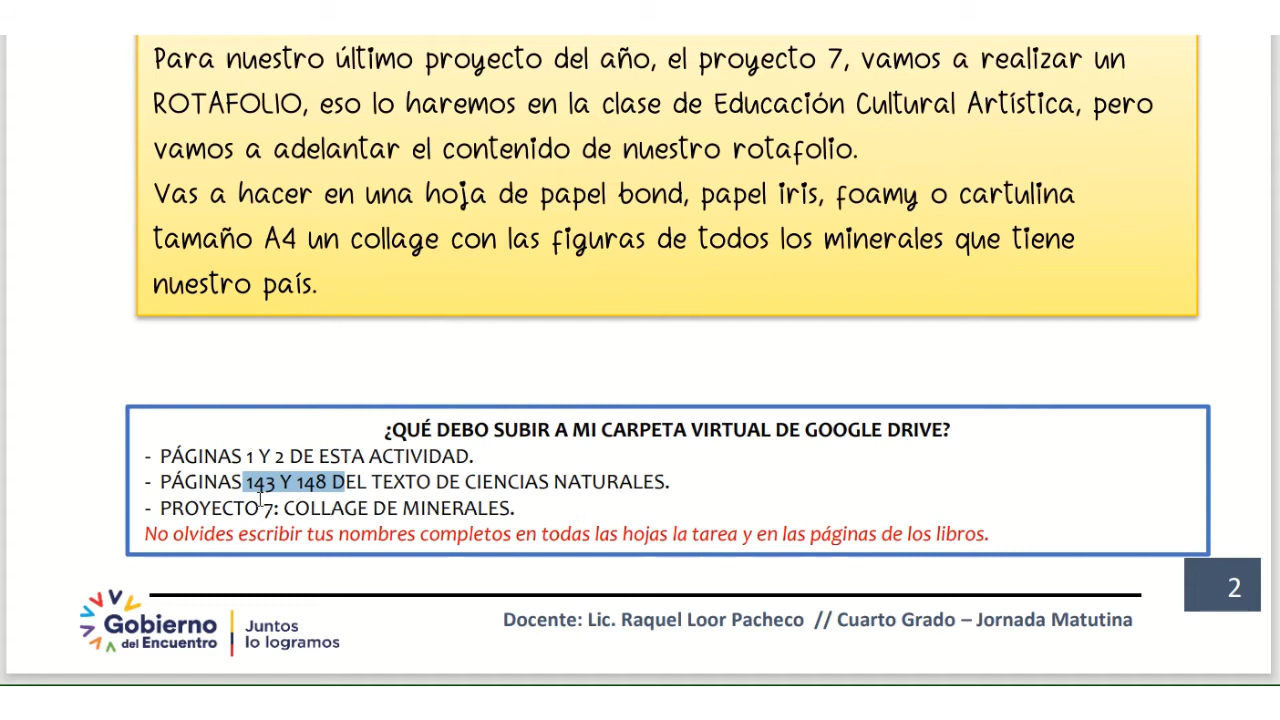 Para nuestro último proyecto del año, el proyecto 7, vamos a realizar un
ROTAFOLIO, eso lo haremos en la clase de Educación Cultural Artística, pero
vamos a adelantar el contenido de nuestro rotafolio.
Vas a hacer en una hoja de papel bond, papel iris, foamy o cartulina
tamaño A4 un collage con las figuras de todos los minerales que tiene
nuestro país.
¿QUÉ DEBO SUBIR A MI CARPETA VIRTUAL DE GOOGLE DRIVE?
- PÁGINAS 1 Y 2 DE ESTA ACTIVIDAD.
- PÁGINAS 143 Y 148 DEL TEXTO DE CIENCIAS NATURALES.
- PROYECTO 7: COLLAGE DE MINERALES.
No olvides escribir tus nombres completos en todas las hojas la tarea y en las páginas de los libros.
2
Gobierno
del Encuentro
Juntos
lo logramos
Docente: Lic. Raquel Loor Pacheco // Cuarto Grado – Jornada Matutina